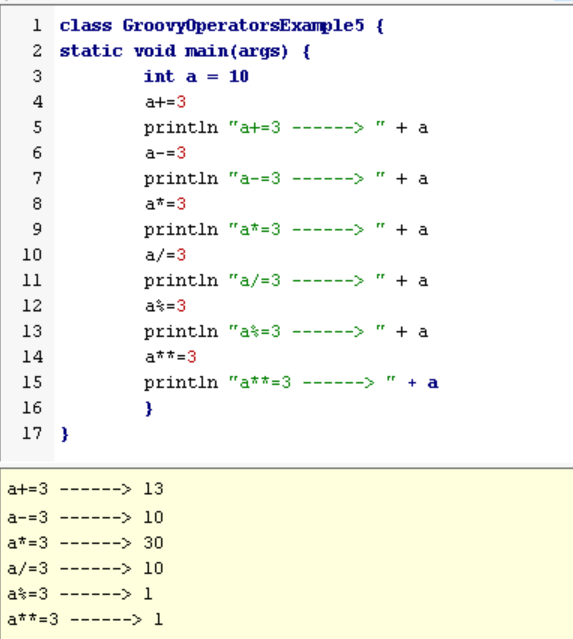 1 class GroovyOperatorsExample5 {
2 static void main(args) {
3 int a = 10
4 a+=3
5 println "a+=3 ------> " + a
6 a-=3
7 println "a-=3 ------> " + a
8 a*=3
9 println "a*=3 ------> " + a
10 a/=3
11 println "a/=3 ------> " + a
12 a%=3
13 println "a%=3 ------> " + a
14 a**=3
15 println "a**=3 ------> " + a
16 }
17 }
a+=3 ------> 13
a-=3 ------> 10
a*=3 ------> 30
a/=3 ------> 10
a%=3 ------> 1
a**=3 ------> 1